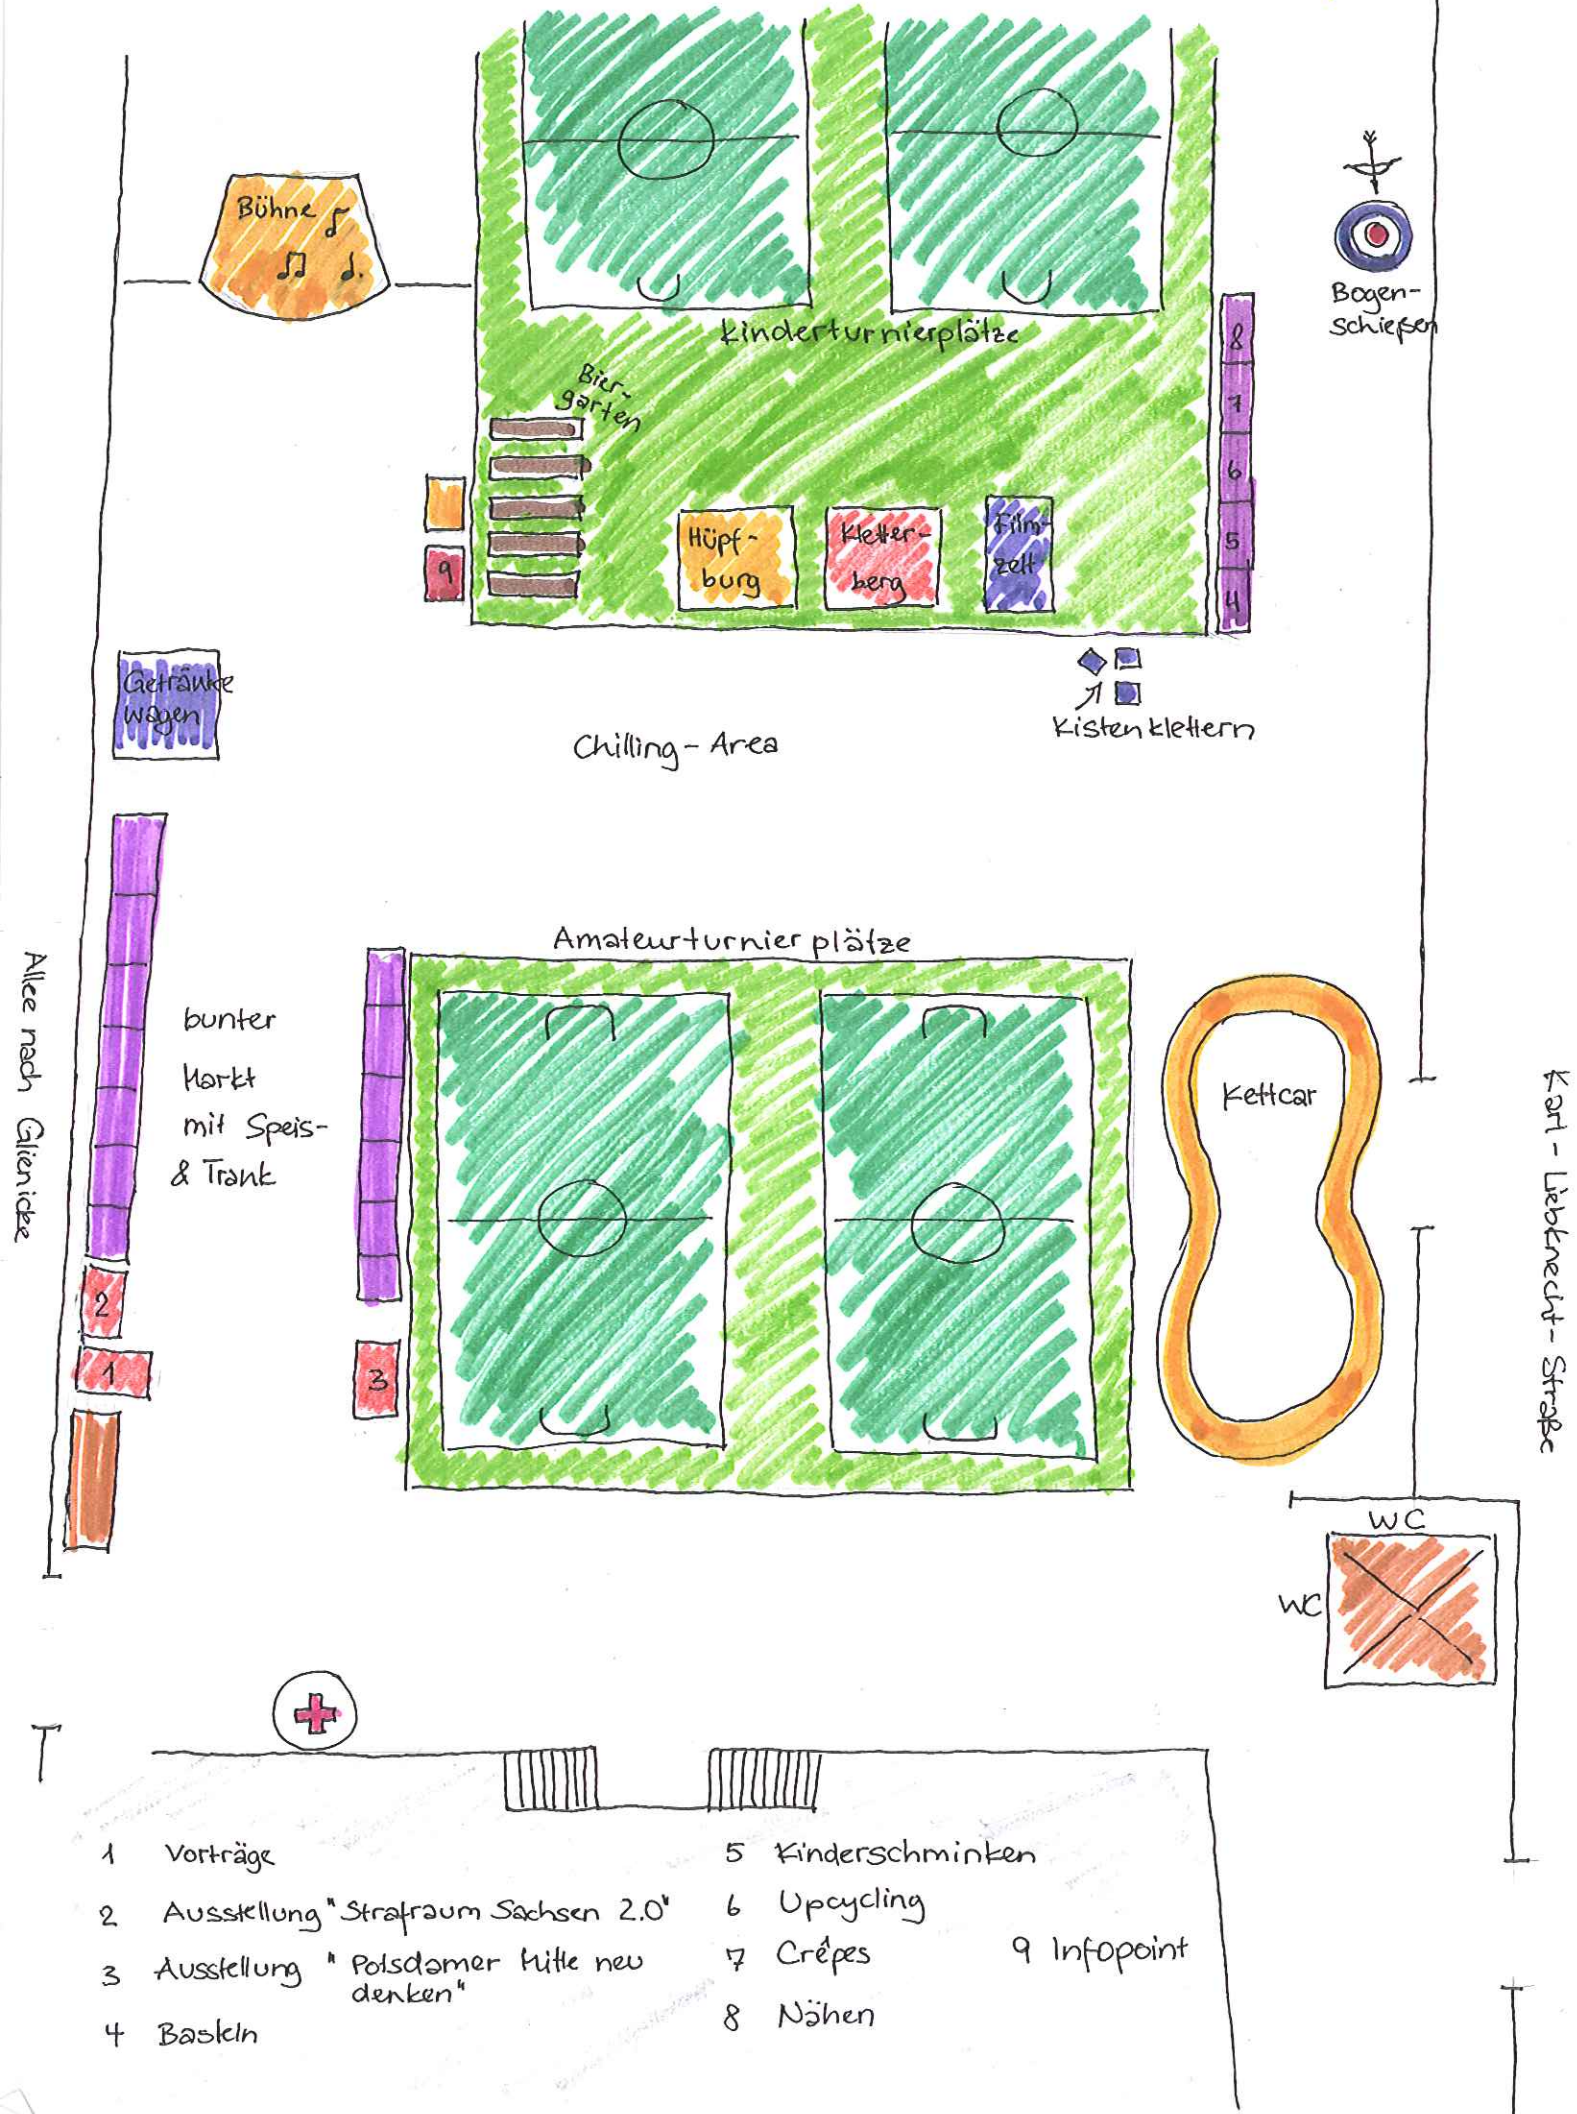 Bühne
Kinderturnierplätze
Bogen-
schießen
Bier-
garten
8
7
6
5
4
9
Hüpf-
burg
Kletter-
berg
Film-
zelt
Getränke
wagen
Chilling-Area
Kistenklettern
Amateurturnierplätze
Allee nach Glienicke
bunter
Markt
mit Speis-
& Trank
Kettcar
Karl-Liebknecht-Straße
2
1
3
WC
WC
1 Vorträge
2 Ausstellung "Strafraum Sachsen 2.0"
3 Ausstellung "Potsdamer Mitte neu
denken"
4 Basteln
5 Kinderschminken
6 Upcycling
7 Crêpes
8 Nähen
9 Infopoint